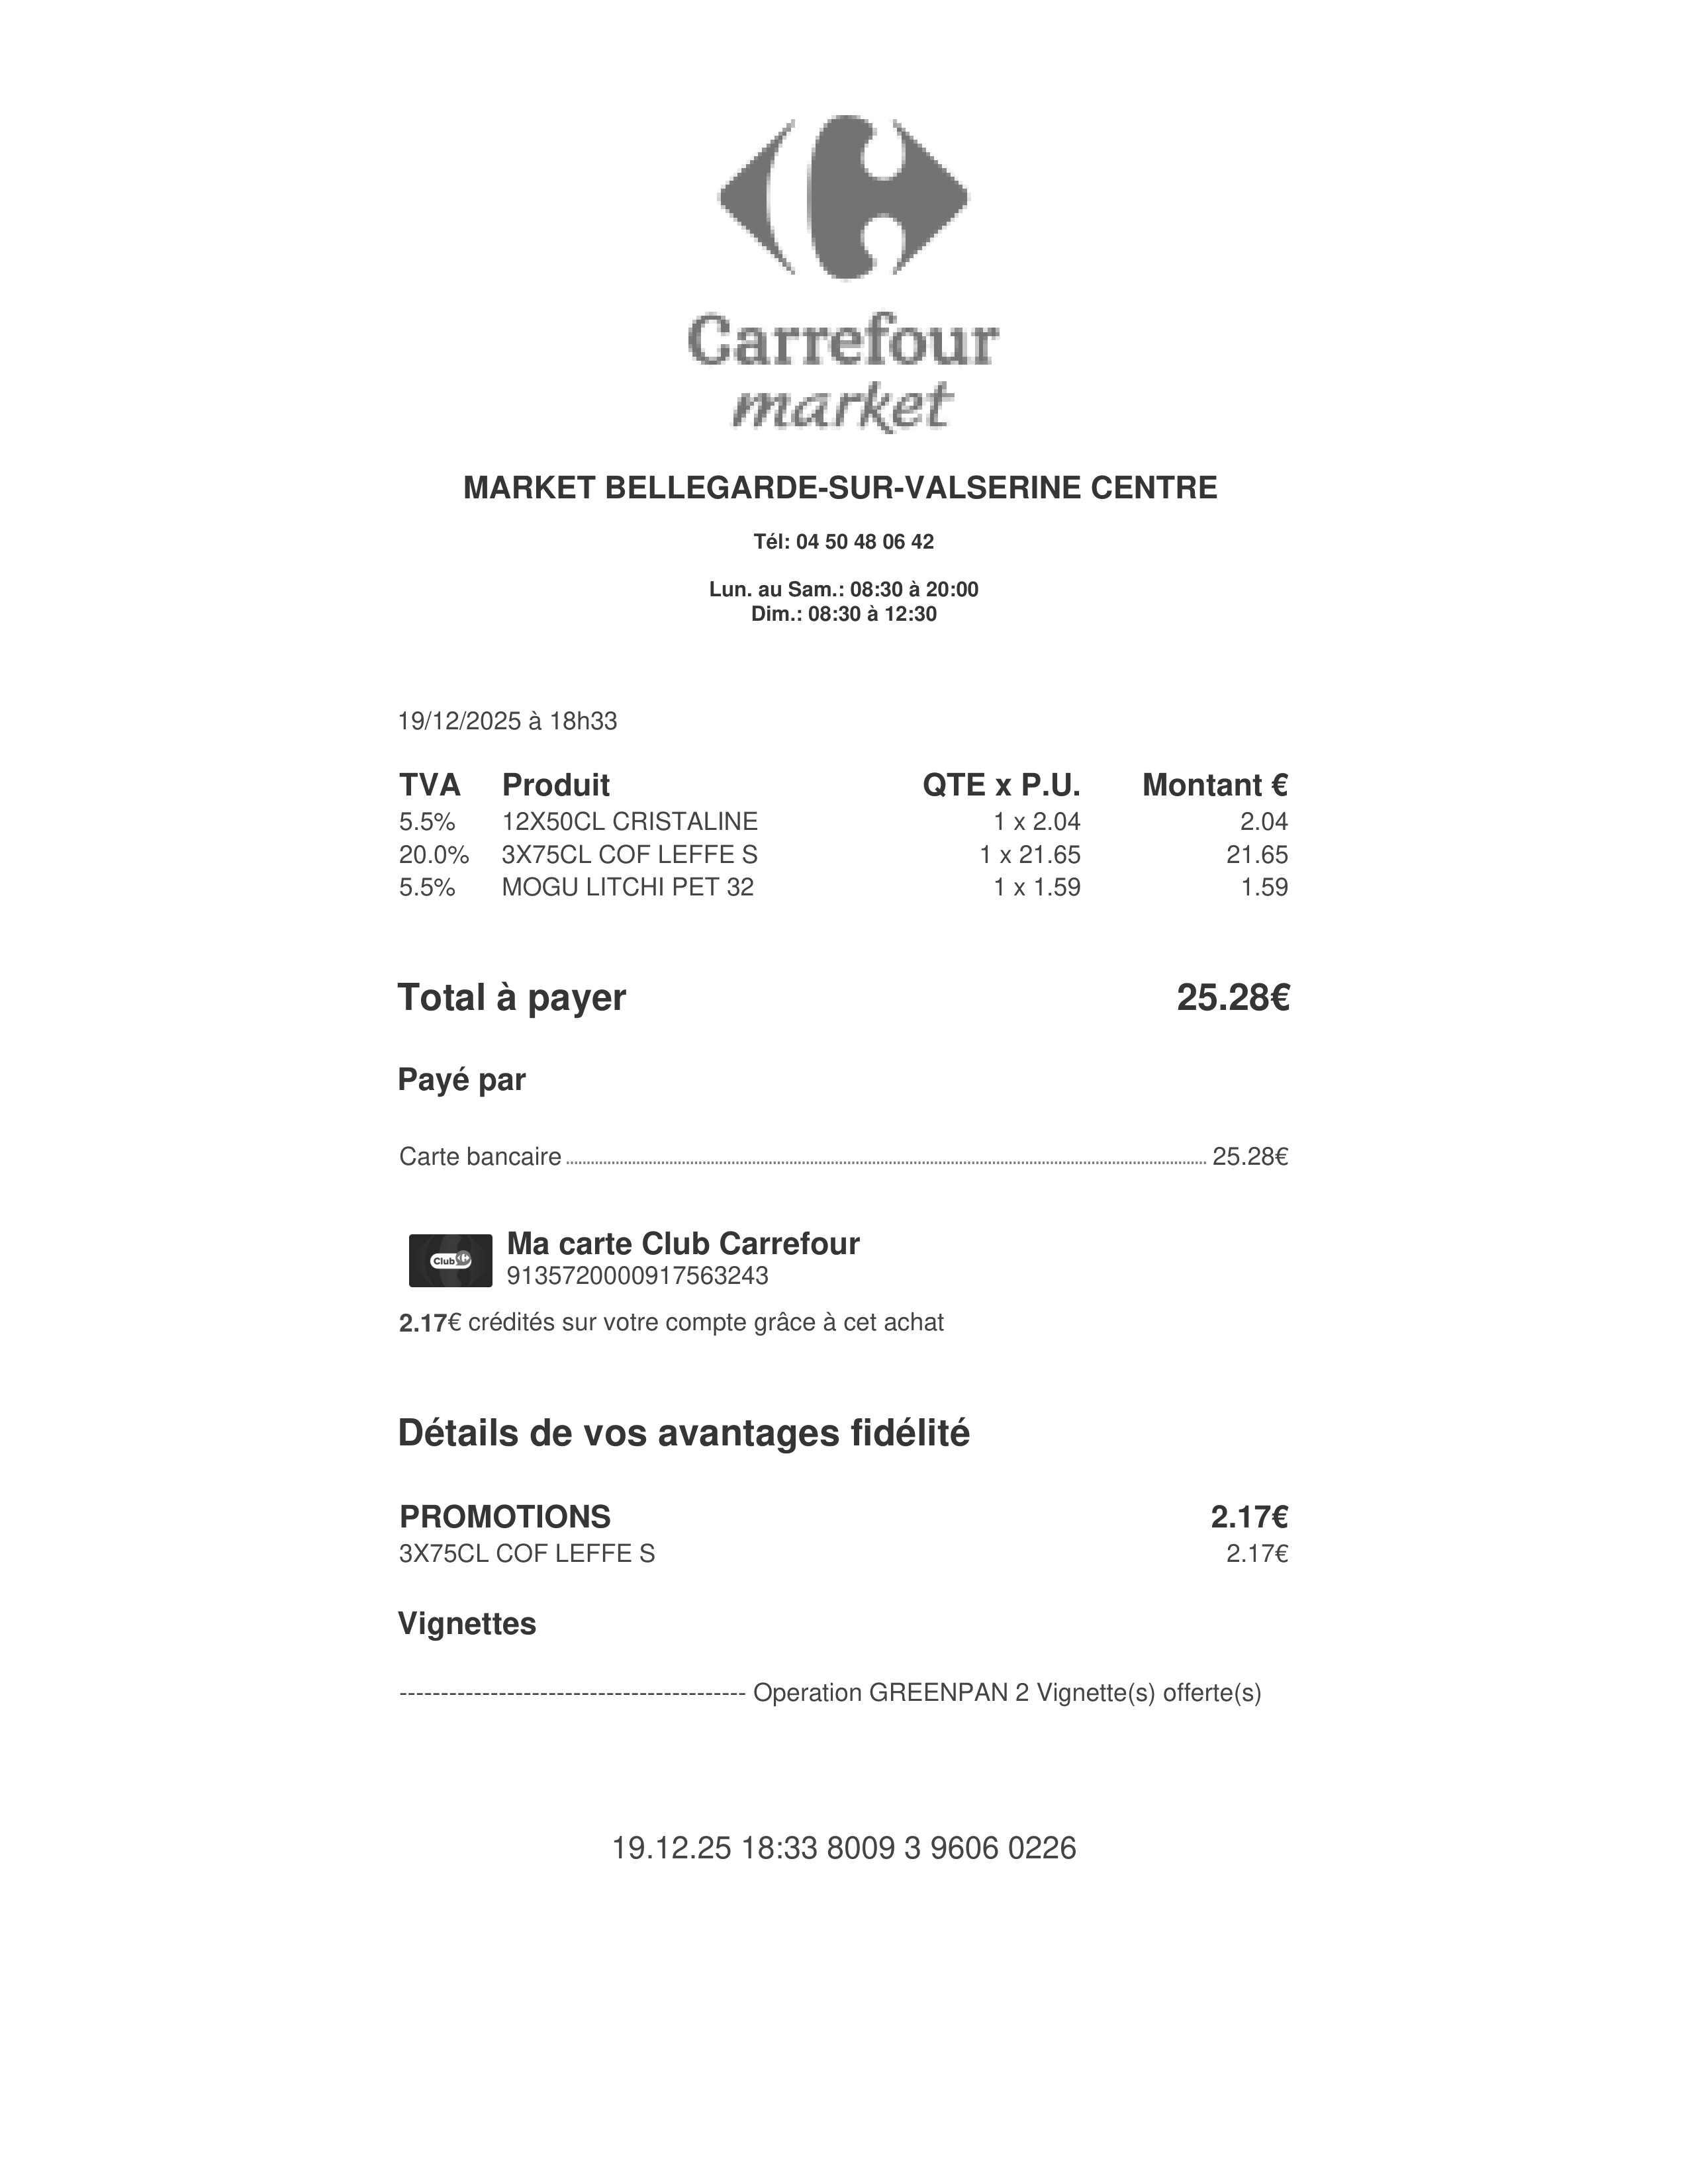 Carrefour
market
MARKET BELLEGARDE-SUR-VALSERINE CENTRE
Tél: 04 50 48 06 42
Lun. au Sam.: 08:30 à 20:00
Dim.: 08:30 à 12:30
19/12/2025 à 18h33
TVA Produit QTE x P.U. Montant €
5.5% 12X50CL CRISTALINE 1 x 2.04 2.04
20.0% 3X75CL COF LEFFE S 1 x 21.65 21.65
5.5% MOGU LITCHI PET 32 1 x 1.59 1.59
Total à payer 25.28€
Payé par
Carte bancaire 25.28€
Club
Ma carte Club Carrefour
9135720000917563243
2.17€ crédités sur votre compte grâce à cet achat
Détails de vos avantages fidélité
PROMOTIONS 2.17€
3X75CL COF LEFFE S 2.17€
Vignettes
------------------------------------------ Operation GREENPAN 2 Vignette(s) offerte(s)
19.12.25 18:33 8009 3 9606 0226